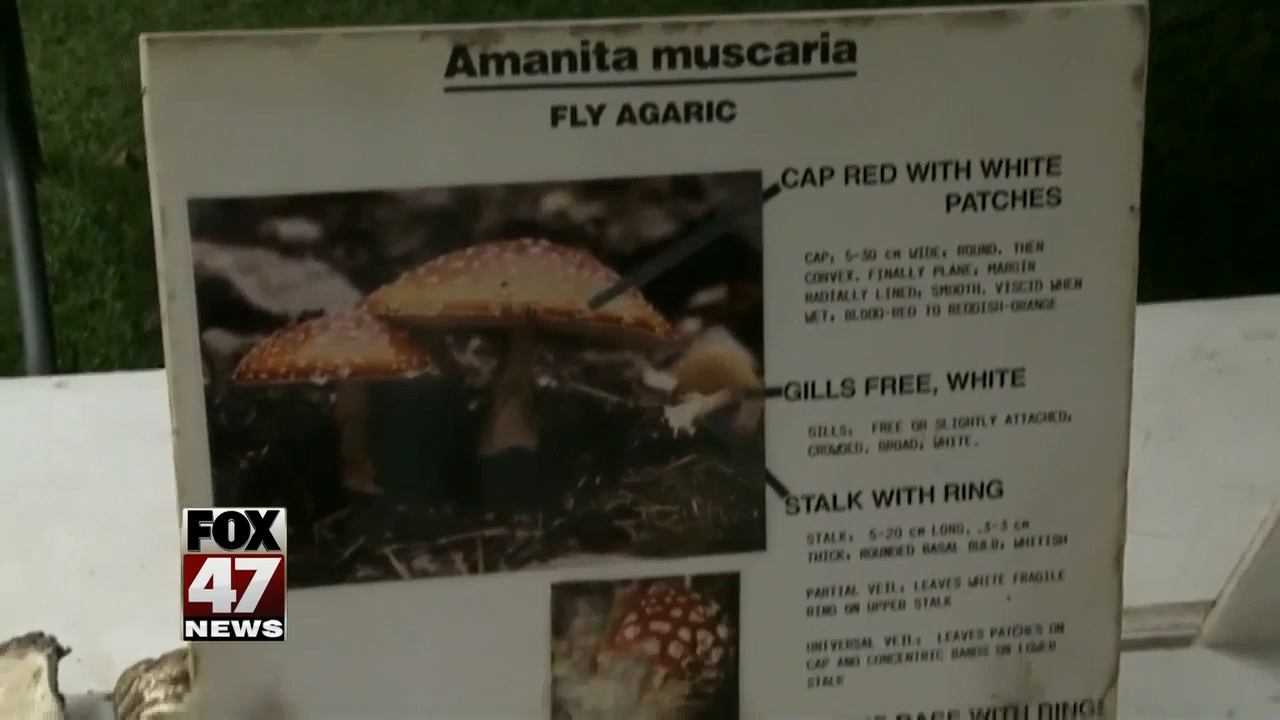 Amanita muscaria
FLY AGARIC
CAP RED WITH WHITE
PATCHES
CAP, 5-30 cm WIDE, ROUND, THEN
CONVEX, FINALLY PLANE, MARGIN
RADIALLY LINED, SMOOTH, VISCID WHEN
WET, BLOOD-RED TO REDDISH-ORANGE
GILLS FREE, WHITE
GILLS, FREE OR SLIGHTLY ATTACHED,
CROWDED, BROAD, WHITE.
STALK WITH RING
STALK, 5-20 cm LONG, .5-3 cm
THICK, ROUNDED BASAL BULB, WHITISH
PARTIAL VEIL, LEAVES WHITE FRAGILE
RING ON UPPER STALK
UNIVERSAL VEIL, LEAVES PATCHES ON
CAP AND CONCENTRIC BANDS ON LOWER
STALK
BASE WITH RINGS
FOX
47
NEWS